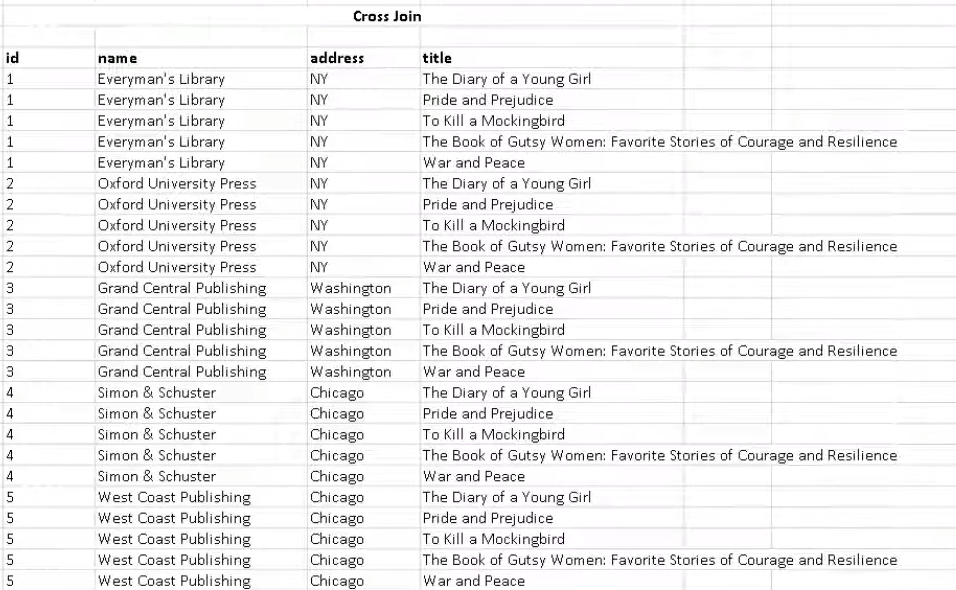 Cross Join
id name address title
1 Everyman's Library NY The Diary of a Young Girl
1 Everyman's Library NY Pride and Prejudice
1 Everyman's Library NY To Kill a Mockingbird
1 Everyman's Library NY The Book of Gutsy Women: Favorite Stories of Courage and Resilience
1 Everyman's Library NY War and Peace
2 Oxford University Press NY The Diary of a Young Girl
2 Oxford University Press NY Pride and Prejudice
2 Oxford University Press NY To Kill a Mockingbird
2 Oxford University Press NY The Book of Gutsy Women: Favorite Stories of Courage and Resilience
2 Oxford University Press NY War and Peace
3 Grand Central Publishing Washington The Diary of a Young Girl
3 Grand Central Publishing Washington Pride and Prejudice
3 Grand Central Publishing Washington To Kill a Mockingbird
3 Grand Central Publishing Washington The Book of Gutsy Women: Favorite Stories of Courage and Resilience
3 Grand Central Publishing Washington War and Peace
4 Simon & Schuster Chicago The Diary of a Young Girl
4 Simon & Schuster Chicago Pride and Prejudice
4 Simon & Schuster Chicago To Kill a Mockingbird
4 Simon & Schuster Chicago The Book of Gutsy Women: Favorite Stories of Courage and Resilience
4 Simon & Schuster Chicago War and Peace
5 West Coast Publishing Chicago The Diary of a Young Girl
5 West Coast Publishing Chicago Pride and Prejudice
5 West Coast Publishing Chicago To Kill a Mockingbird
5 West Coast Publishing Chicago The Book of Gutsy Women: Favorite Stories of Courage and Resilience
5 West Coast Publishing Chicago War and Peace